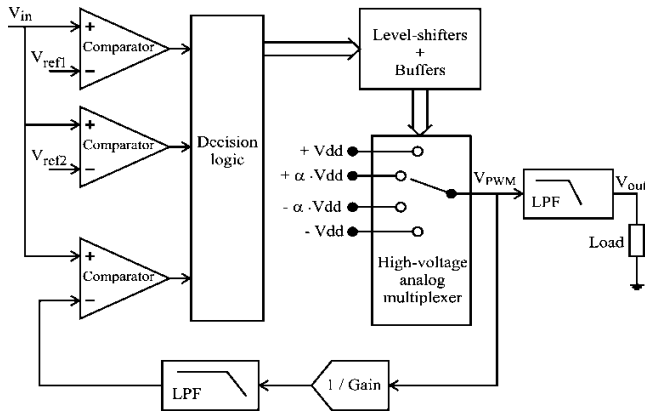 Vin
+
Comparator
Vref1
−
Level-shifters
+
Buffers
+
Comparator
Vref2
−
Decision
logic
+ Vdd
+ α .Vdd
- α .Vdd
- Vdd
VPWM
LPF
Vout
Load
High-voltage
analog
multiplexer
+
Comparator
−
LPF
1 / Gain